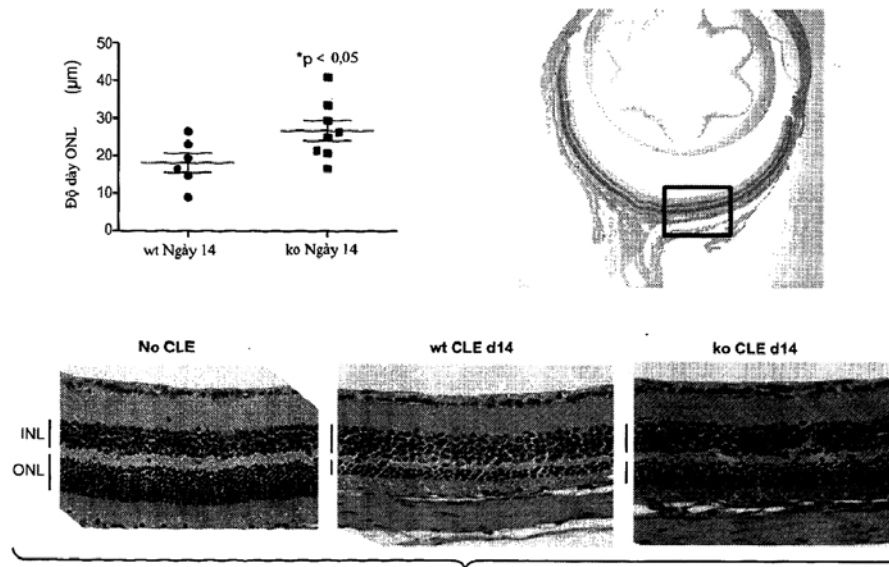 50
40
30
20
10
0
Độ dày ONL (µm)
*p < 0,05
wt Ngày 14
ko Ngày 14
No CLE
wt CLE d14
ko CLE d14
INL
ONL